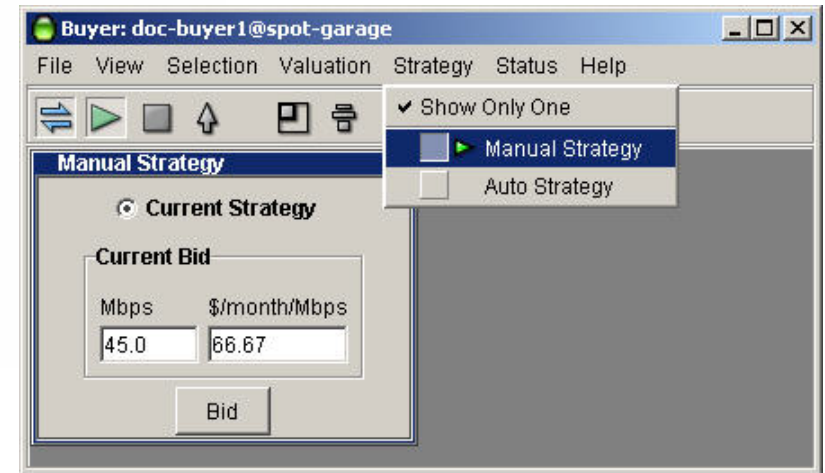 Buyer: doc-buyer1@spot-garage
File View Selection Valuation Strategy Status Help
Show Only One
Manual Strategy
Auto Strategy
Manual Strategy
Current Strategy
Current Bid
Mbps $/month/Mbps
45.0 66.67
Bid